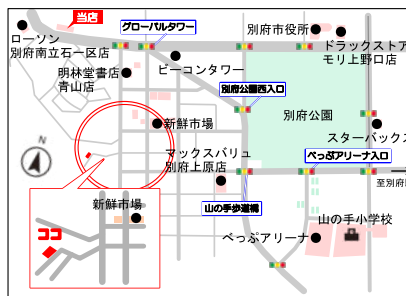 当店
グローバルタワー
別府市役所
ローソン
別府南立石一区店
ドラックストア
モリ上野口店
ビーコンタワー
明林堂書店
青山店
別府公園西入口
別府公園
新鮮市場
スターバックス
マックスバリュ
別府上原店
べっぷアリーナ入口
N
至別府
新鮮市場
山の手歩道橋
山の手小学校
ココ
べっぷアリーナ